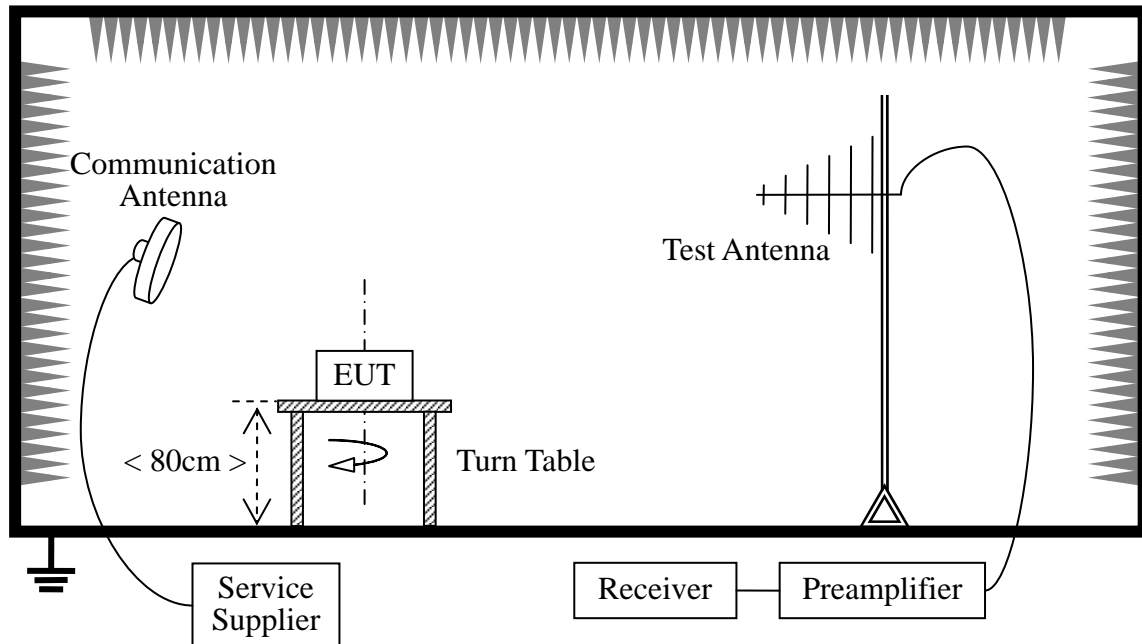 Communication
Antenna
Test Antenna
EUT
< 80cm >
Turn Table
Service
Supplier
Receiver
Preamplifier